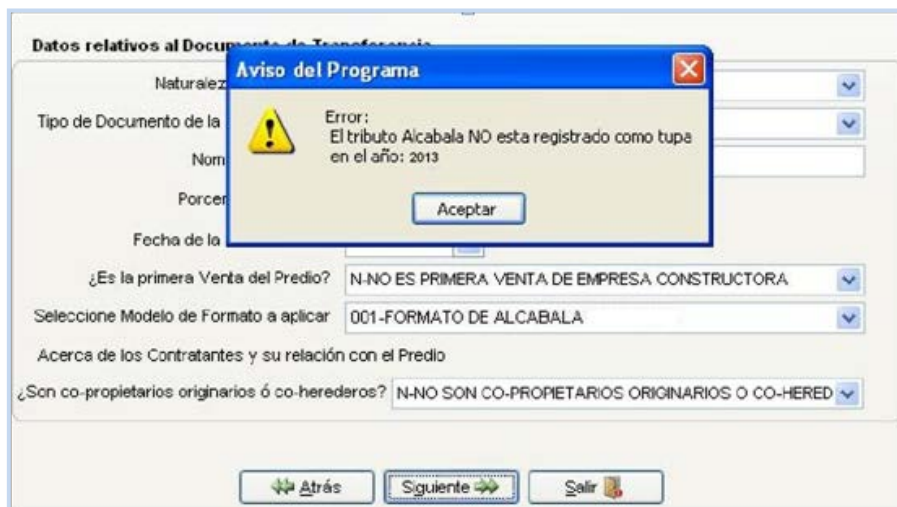 Datos relativos al Documento de Transferencia
Aviso del Programa
Error:
El tributo Alcabala NO esta registrado como tupa
en el año: 2013
Aceptar
Naturalez
Tipo de Documento de la
Nom
Porcen
Fecha de la
¿Es la primera Venta del Predio? N-NO ES PRIMERA VENTA DE EMPRESA CONSTRUCTORA
Seleccione Modelo de Formato a aplicar 001-FORMATO DE ALCABALA
Acerca de los Contratantes y su relación con el Predio
¿Son co-propietarios originarios ó co-herederos? N-NO SON CO-PROPIETARIOS ORIGINARIOS O CO-HERED
Atrás Siguiente Salir